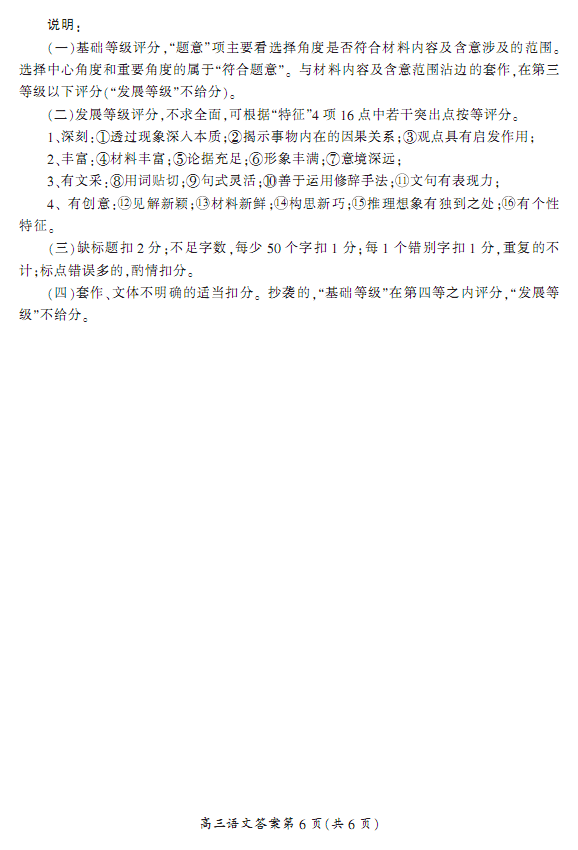 说明:
(一)基础等级评分,“题意”项主要看选择角度是否符合材料内容及含意涉及的范围。
选择中心角度和重要角度的属于“符合题意”。与材料内容及含意范围沾边的套作,在第三
等级以下评分(“发展等级”不给分)。
(二)发展等级评分,不求全面,可根据“特征”4 项 16 点中若干突出点按等评分。
1、深刻:①透过现象深入本质;②揭示事物内在的因果关系;③观点具有启发作用;
2、丰富:④材料丰富;⑤论据充足;⑥形象丰满;⑦意境深远;
3、有文采:⑧用词贴切;⑨句式灵活;⑩善于运用修辞手法;⑪文句有表现力;
4、有创意:⑫见解新颖;⑬材料新鲜;⑭构思新巧;⑮推理想象有独到之处;⑯有个性
特征。
(三)缺标题扣 2 分;不足字数,每少 50 个字扣 1 分;每 1 个错别字扣 1 分,重复的不
计;标点错误多的,酌情扣分。
(四)套作、文体不明确的适当扣分。抄袭的,“基础等级”在第四等之内评分,“发展等
级”不给分。
高三语文答案第 6 页(共 6 页)